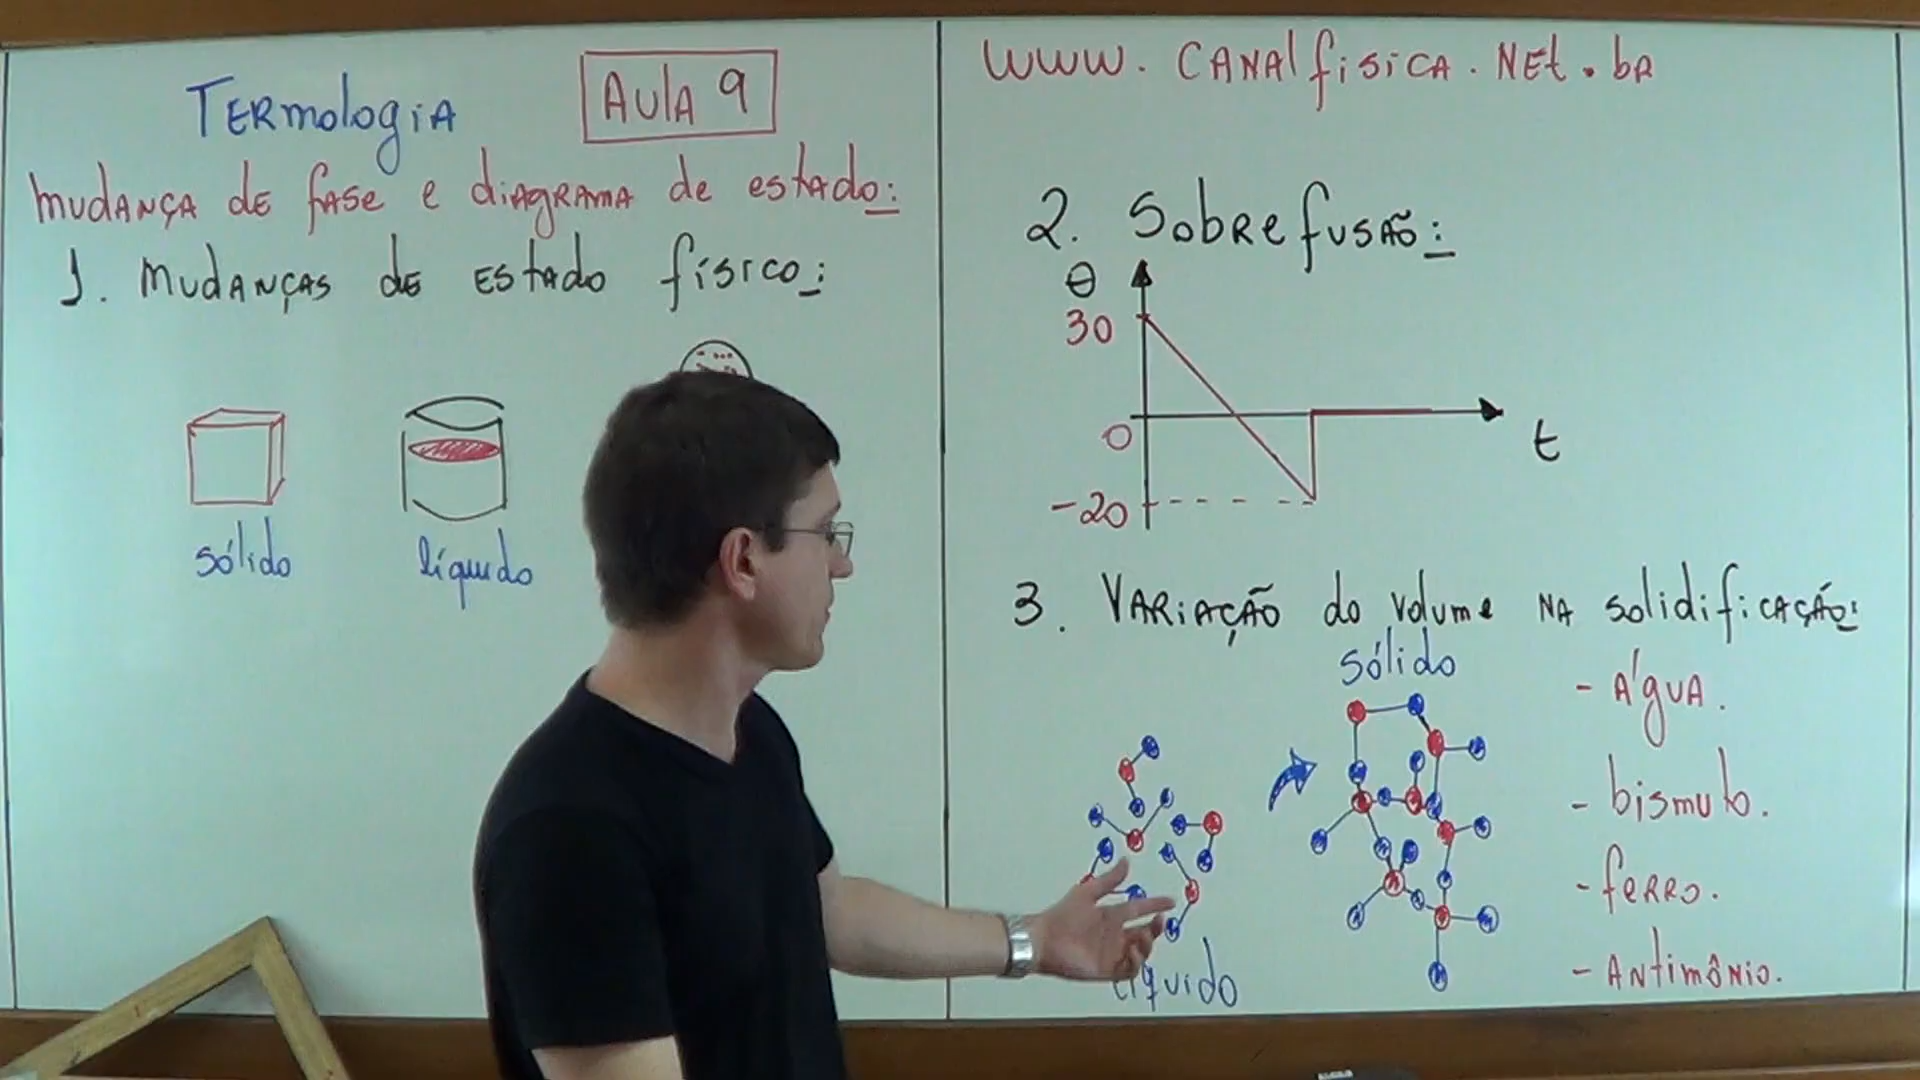 Termologia
Aula 9
mudança de fase e diagrama de estado:
1. Mudanças de estado físico:
sólido
líquido
www.canalfisica.net.br
2. Sobrefusão:
θ
30
0
-20
t
3. Variação do volume na solidificação:
sólido
líquido
- água.
- bismuto.
- ferro.
- Antimônio.